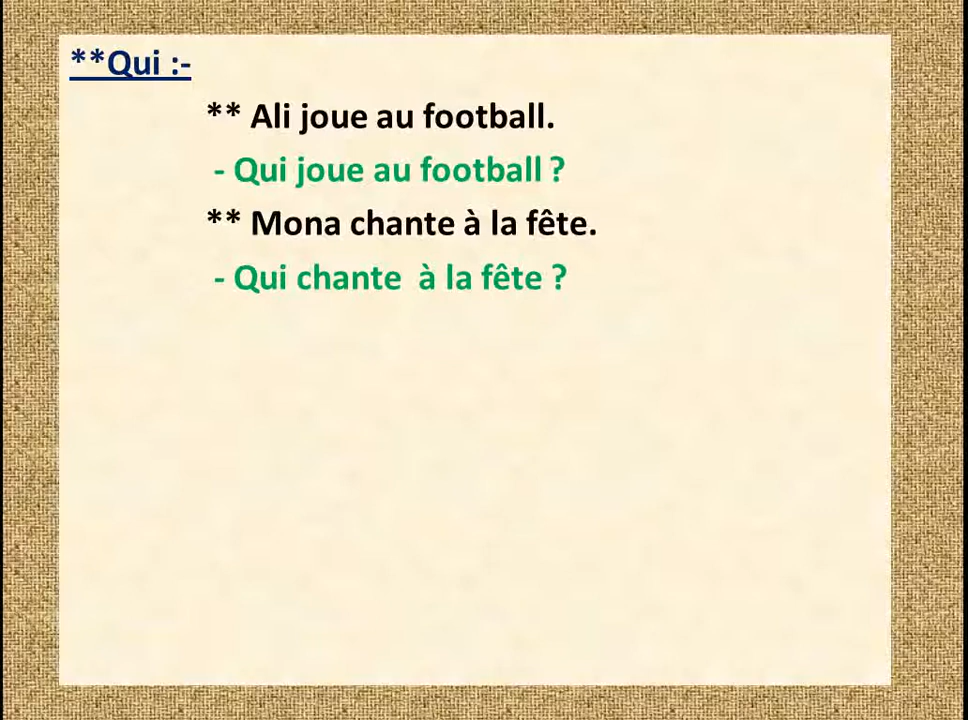 **Qui :-
** Ali joue au football.
- Qui joue au football ?
** Mona chante à la fête.
- Qui chante à la fête ?